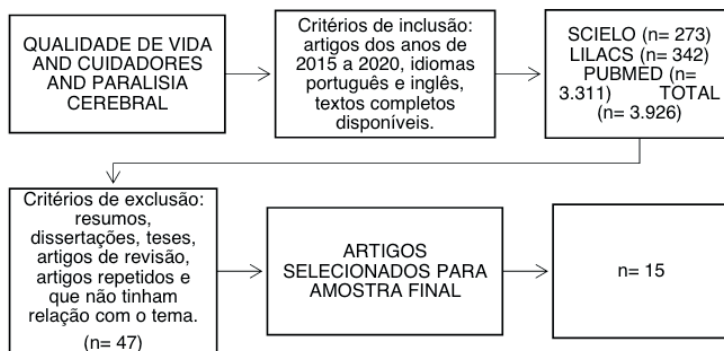 QUALIDADE DE VIDA
AND CUIDADORES
AND PARALISIA
CEREBRAL
Critérios de inclusão:
artigos dos anos de
2015 a 2020, idiomas
português e inglês,
textos completos
disponíveis.
SCIELO (n= 273)
LILACS (n= 342)
PUBMED (n=
3.311) TOTAL
(n= 3.926)
Critérios de exclusão:
resumos,
dissertações, teses,
artigos de revisão,
artigos repetidos e
que não tinham
relação com o tema.
(n= 47)
ARTIGOS
SELECIONADOS PARA
AMOSTRA FINAL
n= 15